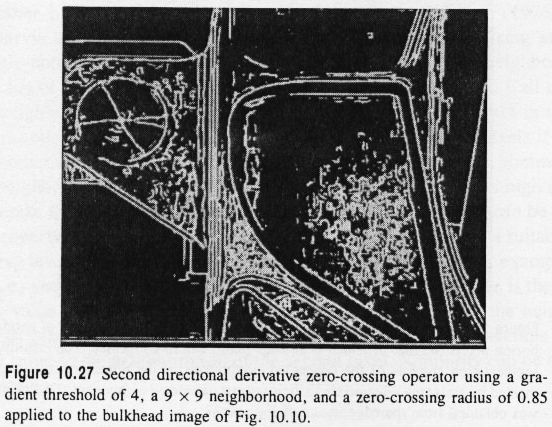 Figure 10.27 Second directional derivative zero-crossing operator using a gra-
dient threshold of 4, a 9 × 9 neighborhood, and a zero-crossing radius of 0.85
applied to the bulkhead image of Fig. 10.10.